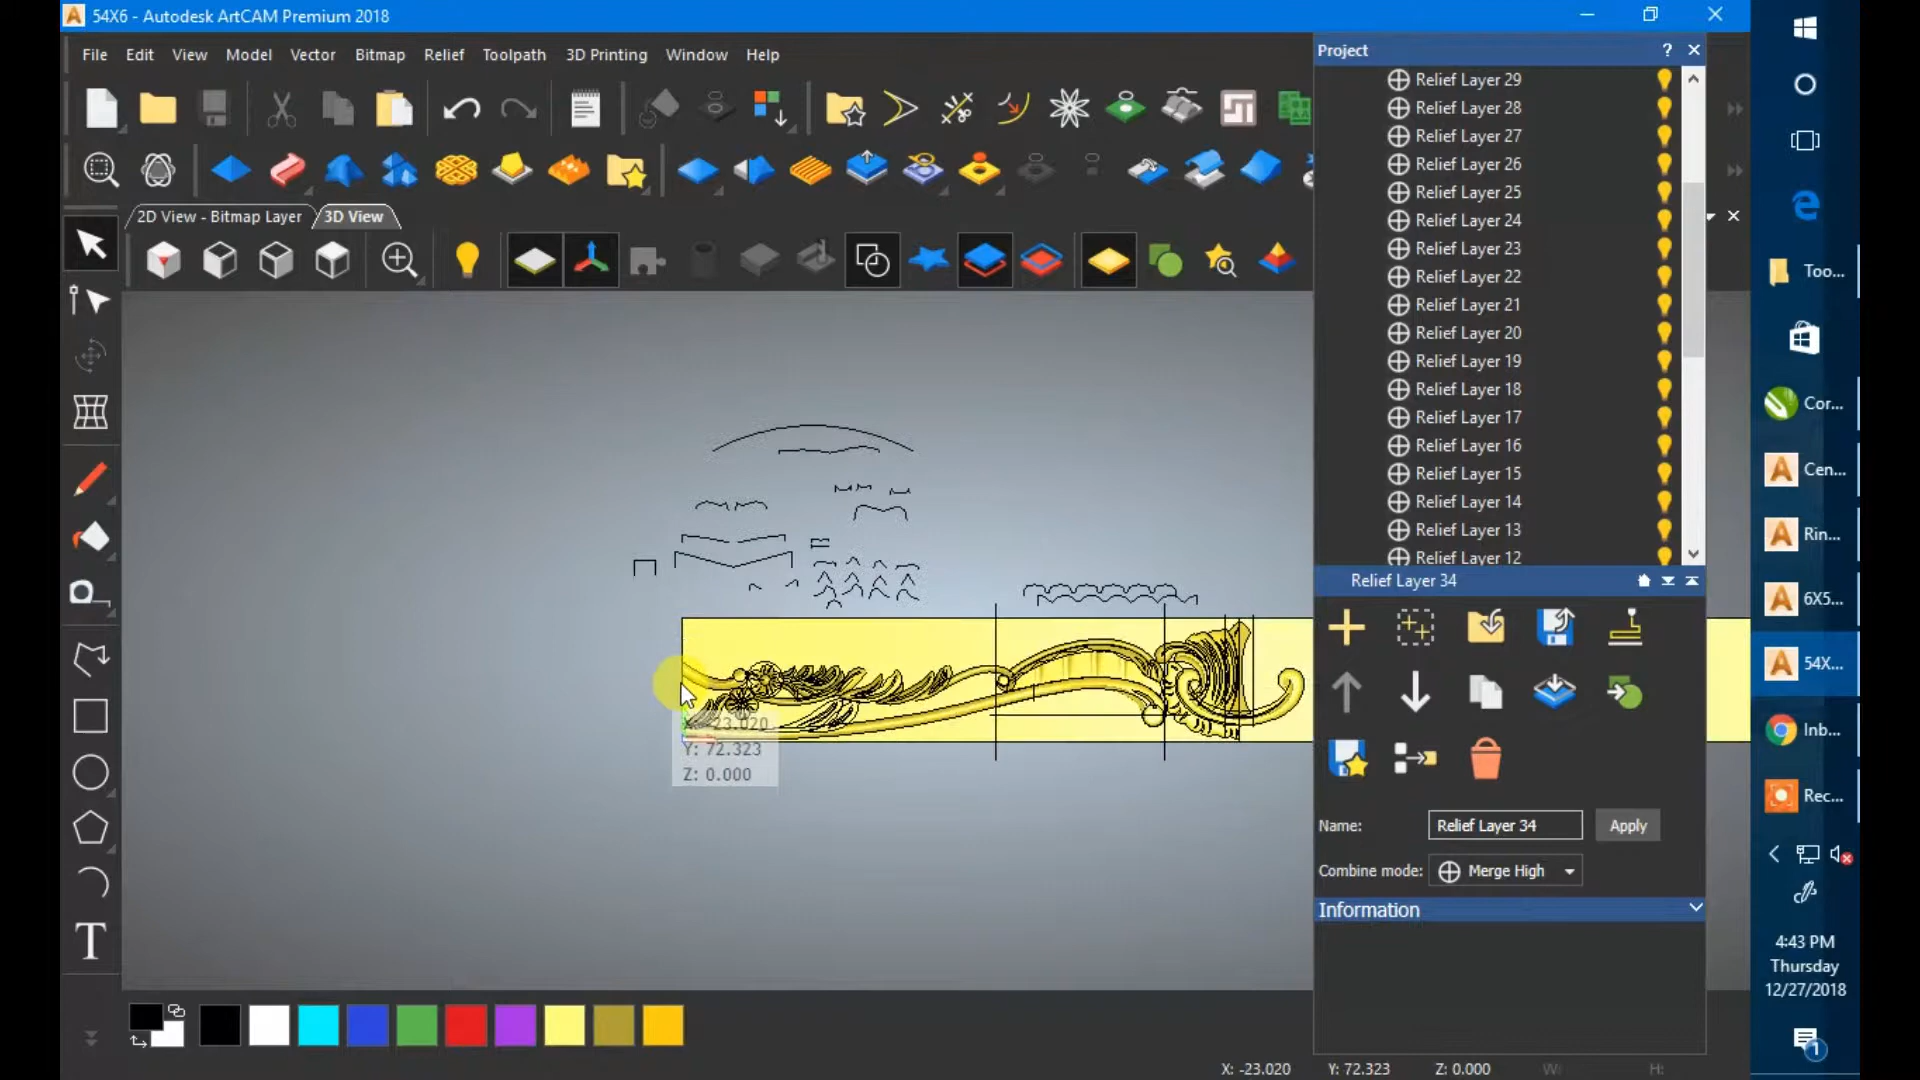 54X6 - Autodesk ArtCAM Premium 2018
File Edit View Model Vector Bitmap Relief Toolpath 3D Printing Window Help
2D View - Bitmap Layer
3D View
X: -23.020
Y: 72.323
Z: 0.000
Project
Relief Layer 29
Relief Layer 28
Relief Layer 27
Relief Layer 26
Relief Layer 25
Relief Layer 24
Relief Layer 23
Relief Layer 22
Relief Layer 21
Relief Layer 20
Relief Layer 19
Relief Layer 18
Relief Layer 17
Relief Layer 16
Relief Layer 15
Relief Layer 14
Relief Layer 13
Relief Layer 12
Relief Layer 34
Name: Relief Layer 34 Apply
Combine mode: Merge High
Information
X: -23.020 Y: 72.323 Z: 0.000 W: H:
Too...
Cor...
Cen...
Rin...
6X5...
54X...
Inb...
Rec...
4:43 PM
Thursday
12/27/2018
1